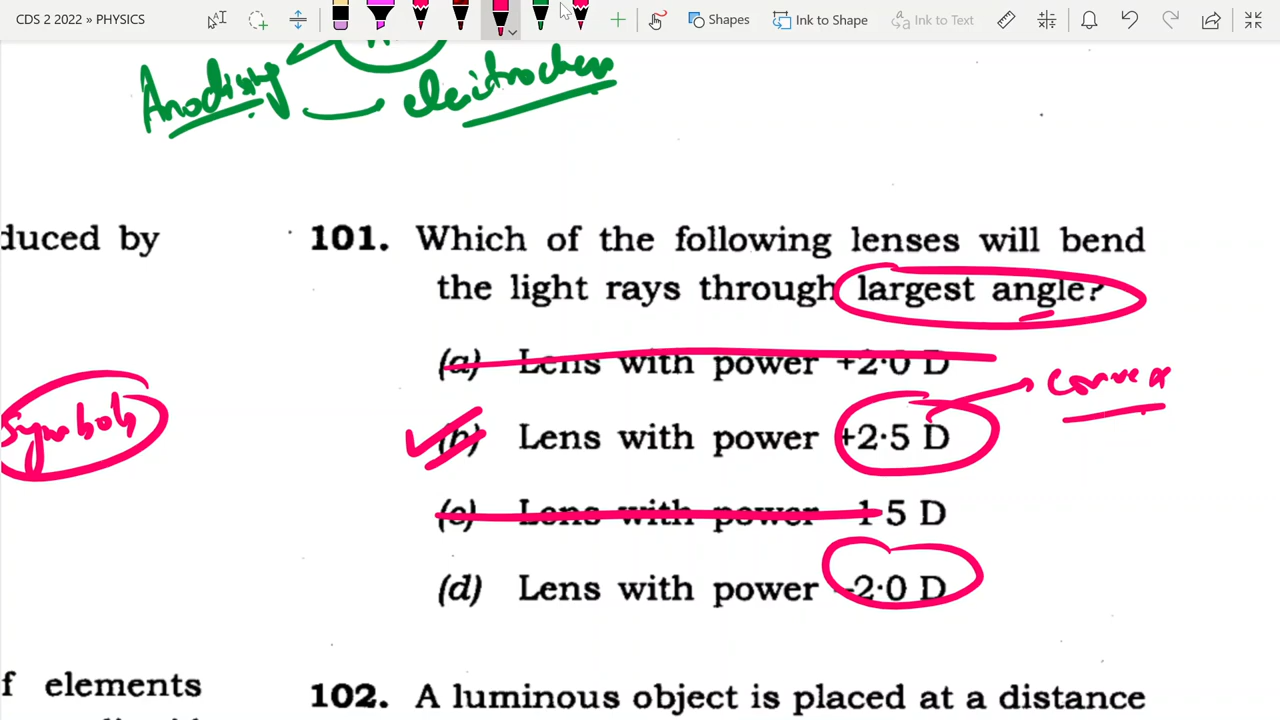 CDS 2 2022 » PHYSICS
Shapes
Ink to Shape
Ink to Text
Anodising
electrochem
duced by
101. Which of the following lenses will bend
the light rays through largest angle?
(a) Lens with power +2·0 D
convex
symbols
(b) Lens with power +2·5 D
(c) Lens with power 1·5 D
(d) Lens with power -2·0 D
f elements
102. A luminous object is placed at a distance